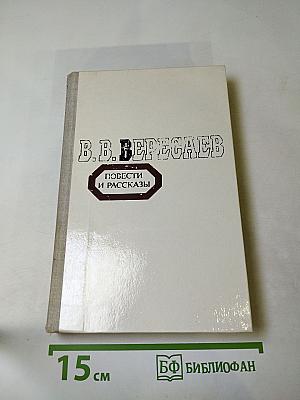 В.В.ВЕРЕСАЕВ
ПОВЕСТИ
И РАССКАЗЫ
15 см
БФ БИБЛИОФАН